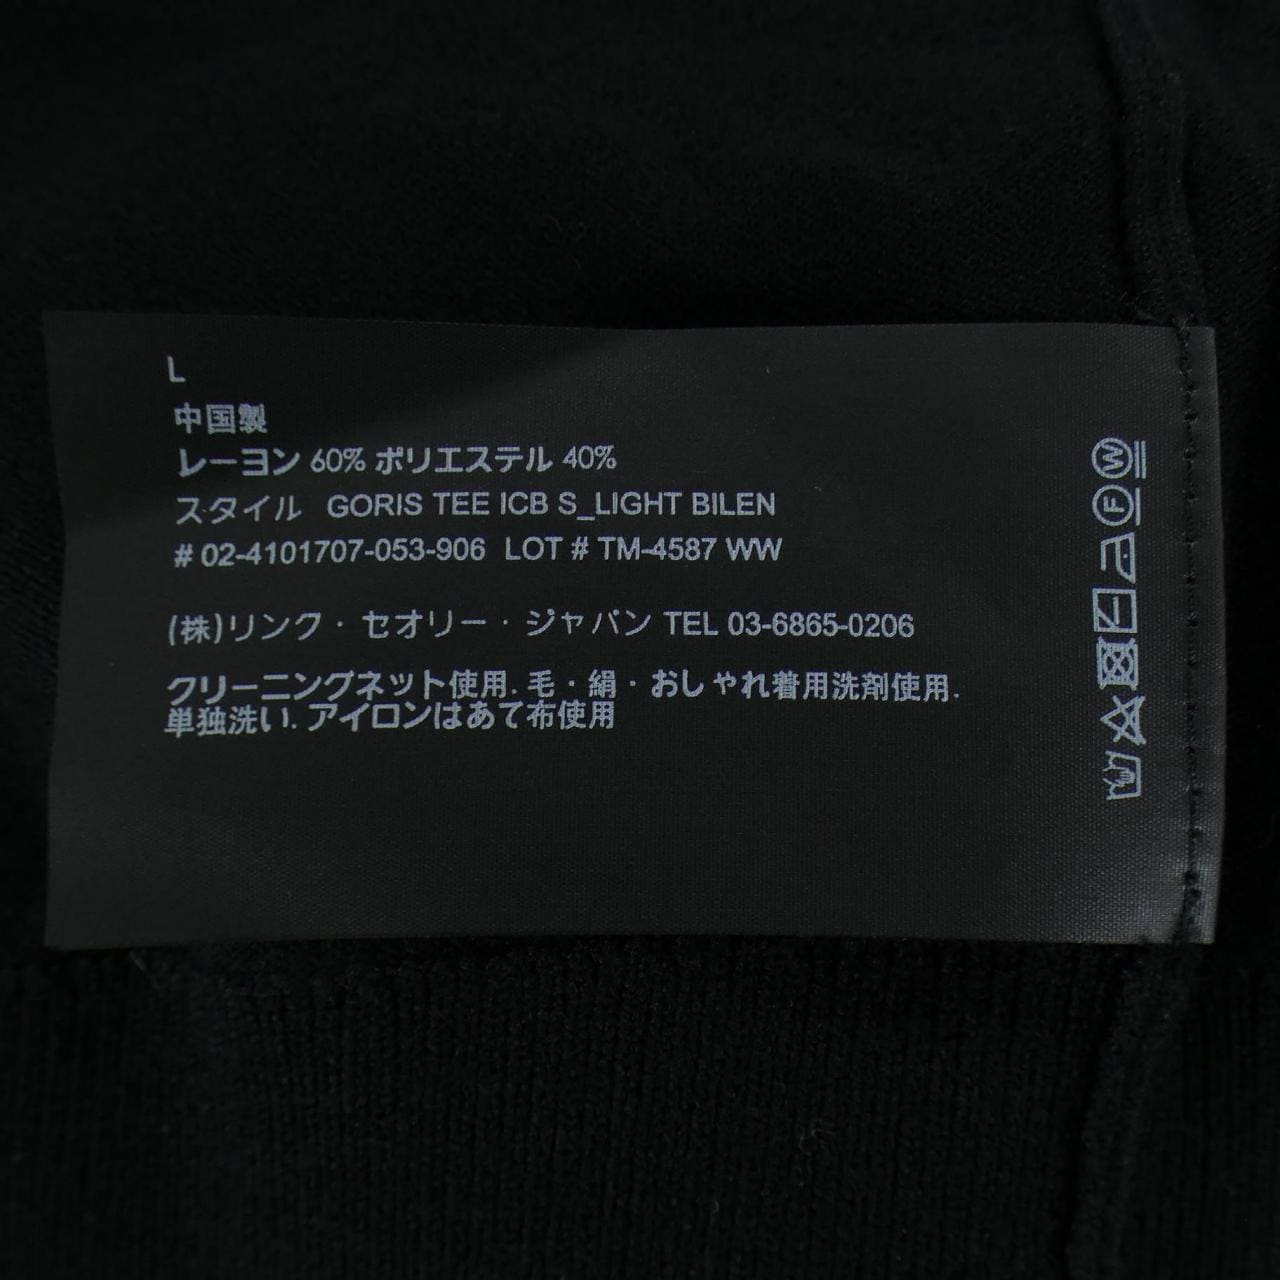 L
中国製
レーヨン 60% ポリエステル 40%
スタイル GORIS TEE ICB S_LIGHT BILEN
# 02-4101707-053-906 LOT # TM-4587 WW
(株)リンク・セオリー・ジャパン TEL 03-6865-0206
クリーニングネット使用. 毛・絹・おしゃれ着用洗剤使用.
単独洗い. アイロンはあて布使用
W
F